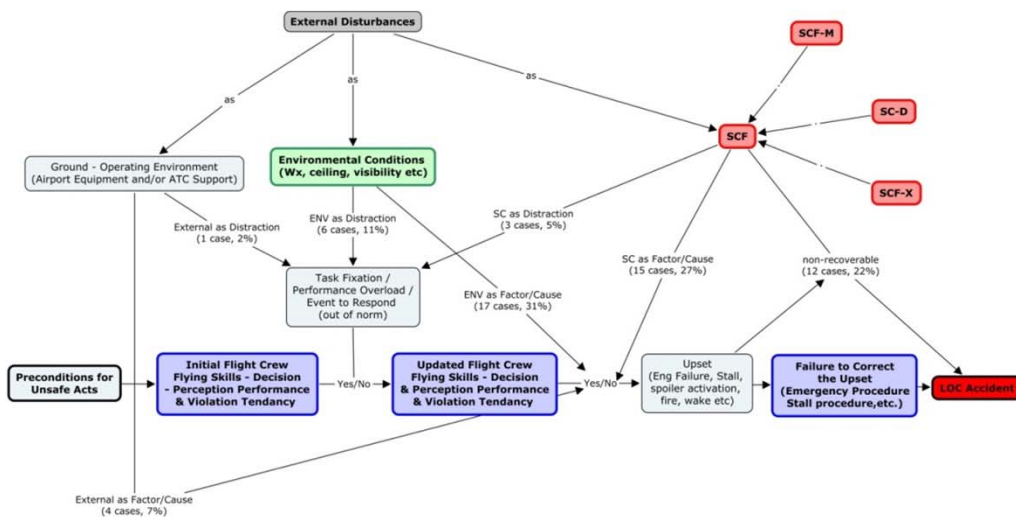 External Disturbances
SCF-M
as
as
as
SC-D
SCF
Ground - Operating Environment
(Airport Equipment and/or ATC Support)
Environmental Conditions
(Wx, ceiling, visibility etc)
SCF-X
External as Distraction
(1 case, 2%)
ENV as Distraction
(6 cases, 11%)
SC as Distraction
(3 cases, 5%)
SC as Factor/Cause
(15 cases, 27%)
non-recoverable
(12 cases, 22%)
Task Fixation /
Performance Overload /
Event to Respond
(out of norm)
ENV as Factor/Cause
(17 cases, 31%)
Preconditions for
Unsafe Acts
Initial Flight Crew
Flying Skills - Decision
- Perception Performance
& Violation Tendancy
Yes/No
Updated Flight Crew
Flying Skills - Decision
& Perception Performance
& Violation Tendancy
Yes/No
Upset
(Eng Failure, Stall,
spoiler activation,
fire, wake etc)
Failure to Correct
the Upset
(Emergency Procedure
Stall procedure,etc.)
LOC Accident
External as Factor/Cause
(4 cases, 7%)